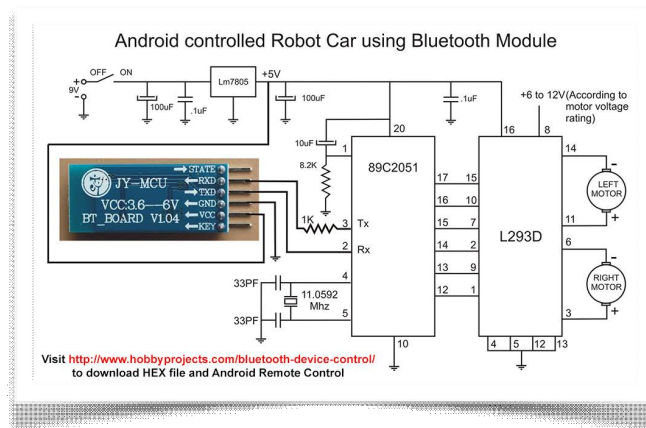 Android controlled Robot Car using Bluetooth Module
OFF ON
+
9V
-
100uF
.1uF
Lm7805
+5V
100uF
.1uF
+6 to 12V(According to
motor voltage
rating)
10uF
8.2K
1
20
89C2051
16
8
L293D
STATE
RXD
TXD
GND
VCC
KEY
JY-MCU
VCC:3.6---6V
BT_BOARD V1.04
1K
3 Tx
2 Rx
4
5
10
33PF
33PF
11.0592
Mhz
17 15
16 10
15 7
14 2
13 9
12 1
14
-
LEFT
MOTOR
+
11
6
-
RIGHT
MOTOR
+
3
4 5 12 13
Visit http://www.hobbyprojects.com/bluetooth-device-control/
to download HEX file and Android Remote Control